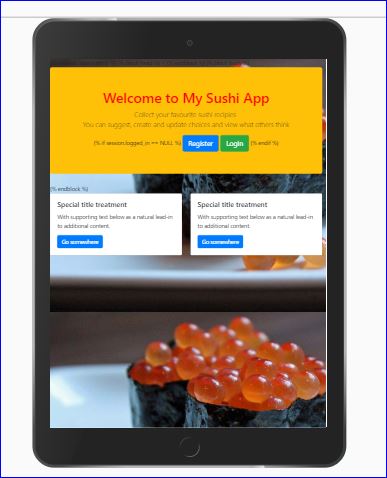 Welcome to My Sushi App
Collect your favourite sushi recipies
You can suggest, create and update choices and view what others think
{% if session.logged_in == NULL %} Register Login {% endif %}
{% endblock %}
Special title treatment
With supporting text below as a natural lead-in
to additional content.
Go somewhere
Special title treatment
With supporting text below as a natural lead-in
to additional content.
Go somewhere